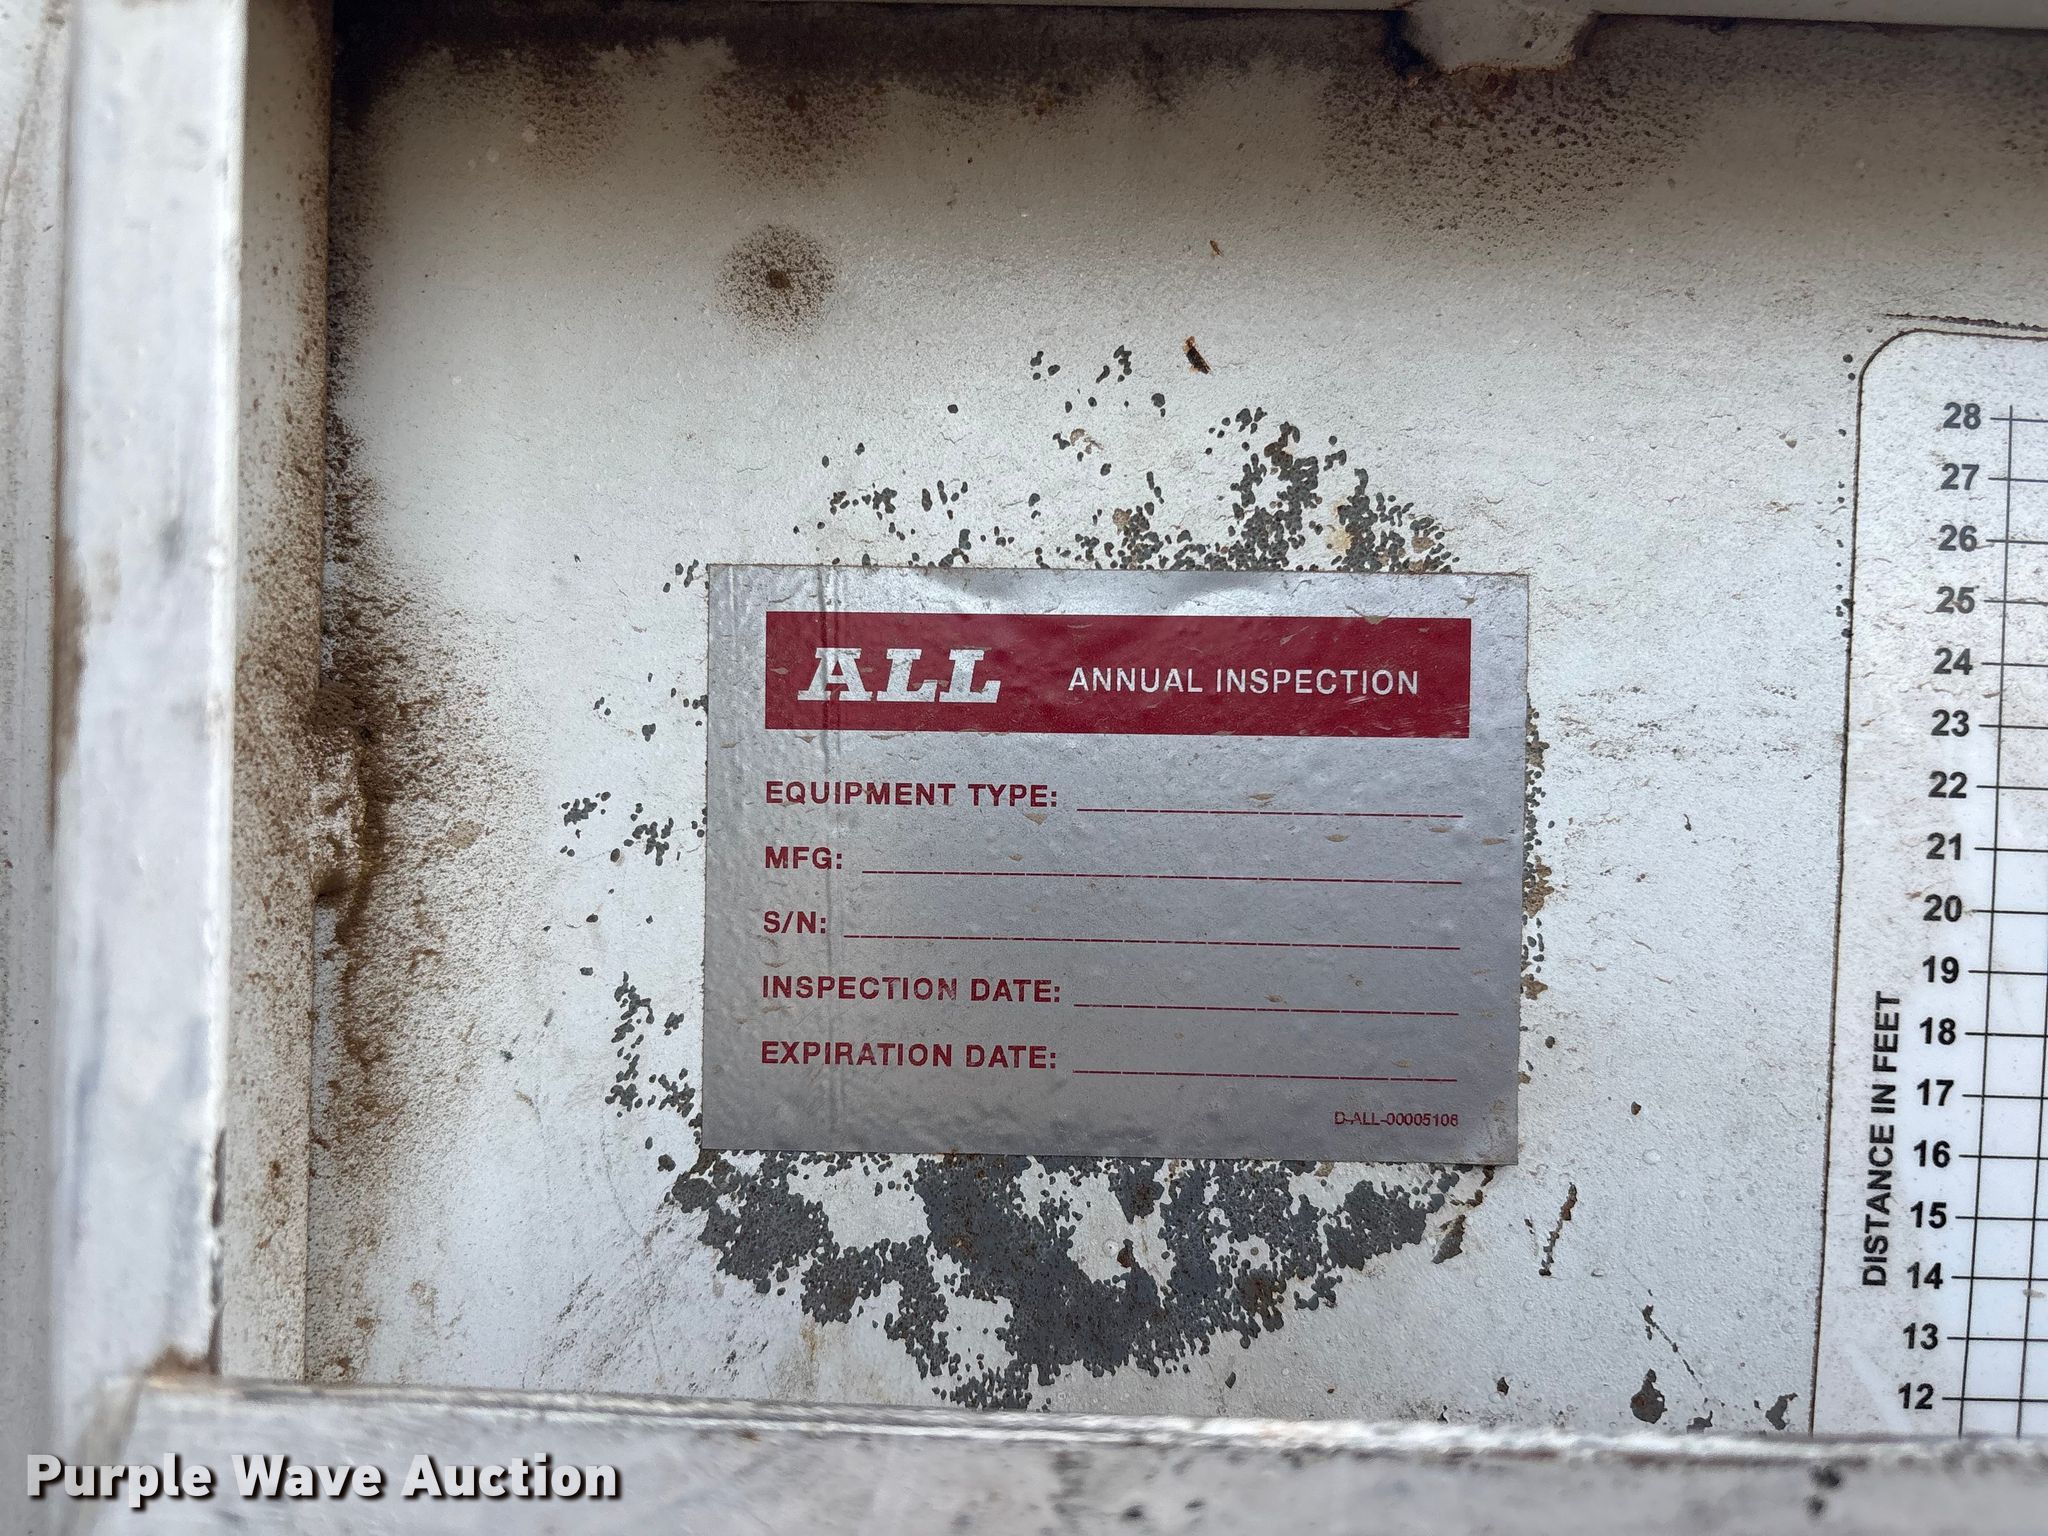 ALL ANNUAL INSPECTION
EQUIPMENT TYPE:
MFG:
S/N:
INSPECTION DATE:
EXPIRATION DATE:
D-ALL-00005106
DISTANCE IN FEET
28
27
26
25
24
23
22
21
20
19
18
17
16
15
14
13
12
Purple Wave Auction